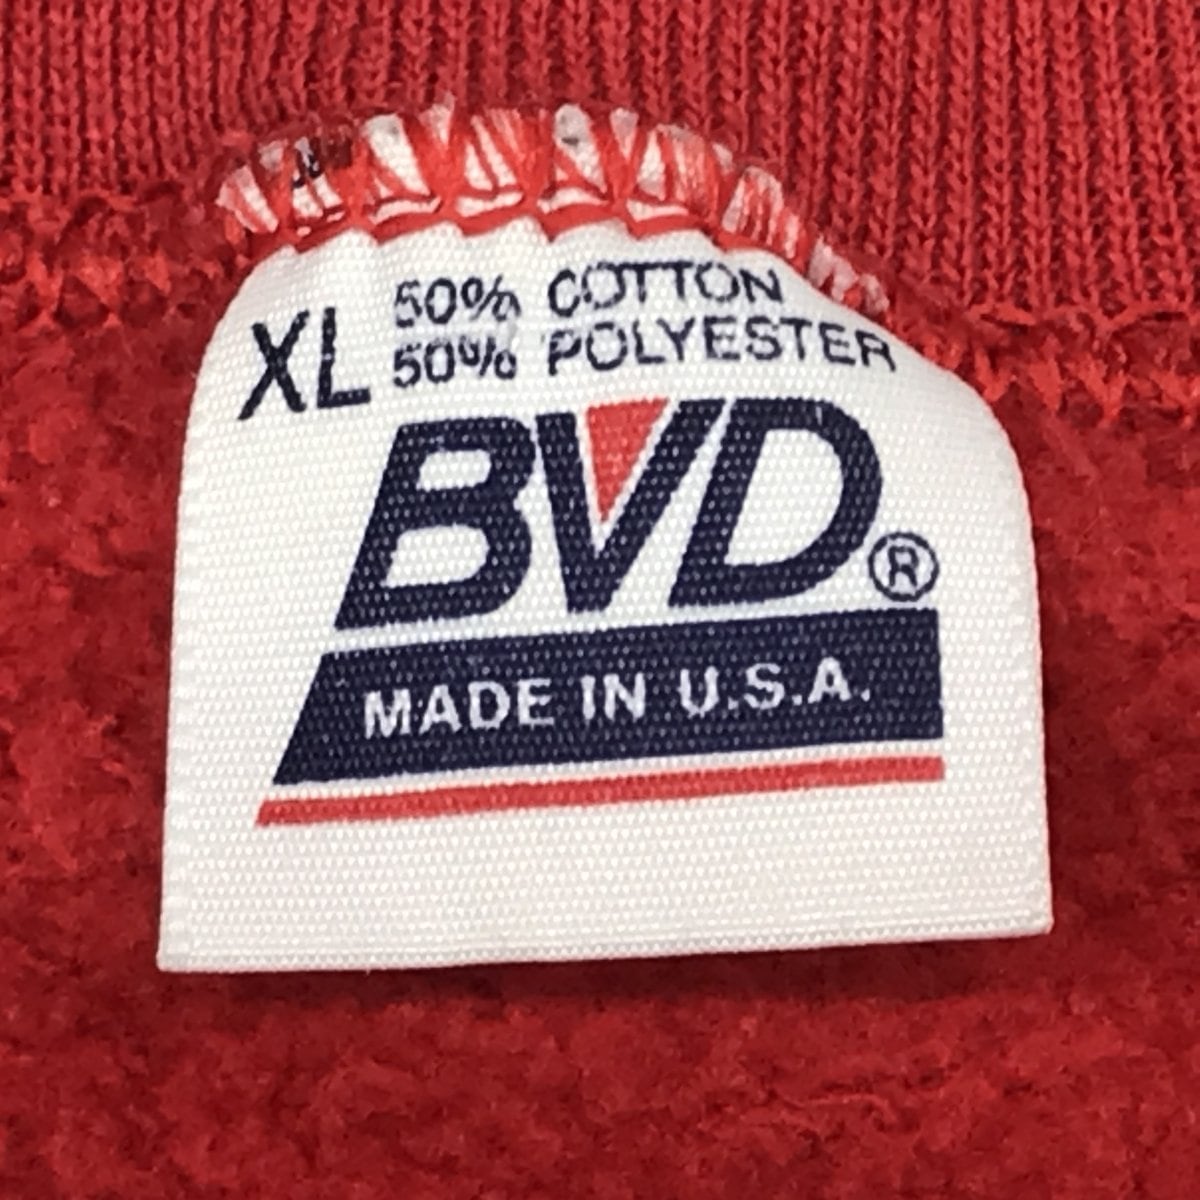 XL
50% COTTON
50% POLYESTER
BVD®
MADE IN U.S.A.